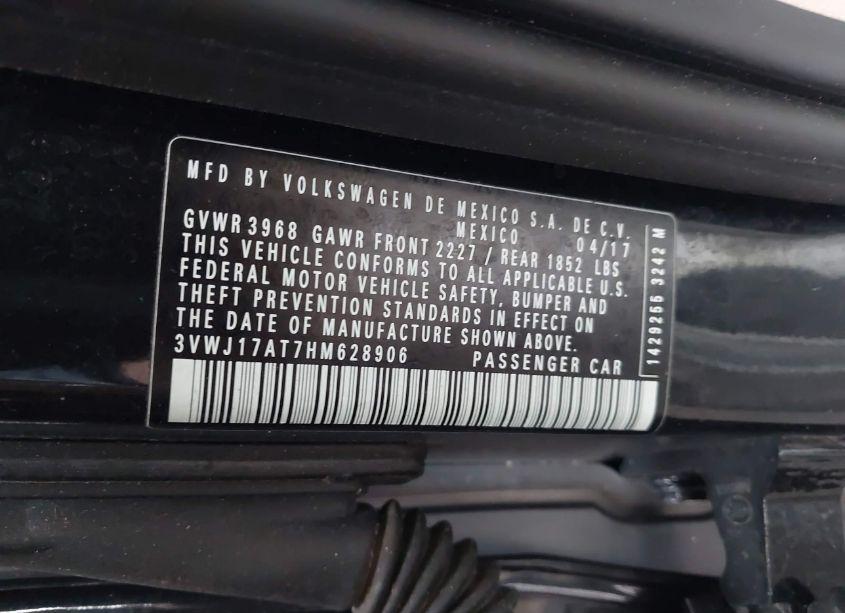 MFD BY VOLKSWAGEN DE MEXICO S.A. DE C.V.
MEXICO 04/17
GVWR 3968 GAWR FRONT 2227 / REAR 1852 LBS
THIS VEHICLE CONFORMS TO ALL APPLICABLE U.S.
FEDERAL MOTOR VEHICLE SAFETY, BUMPER AND
THEFT PREVENTION STANDARDS IN EFFECT ON
THE DATE OF MANUFACTURE SHOWN ABOVE.
3VWJ17AT7HM628906 PASSENGER CAR
1429255 3242 M